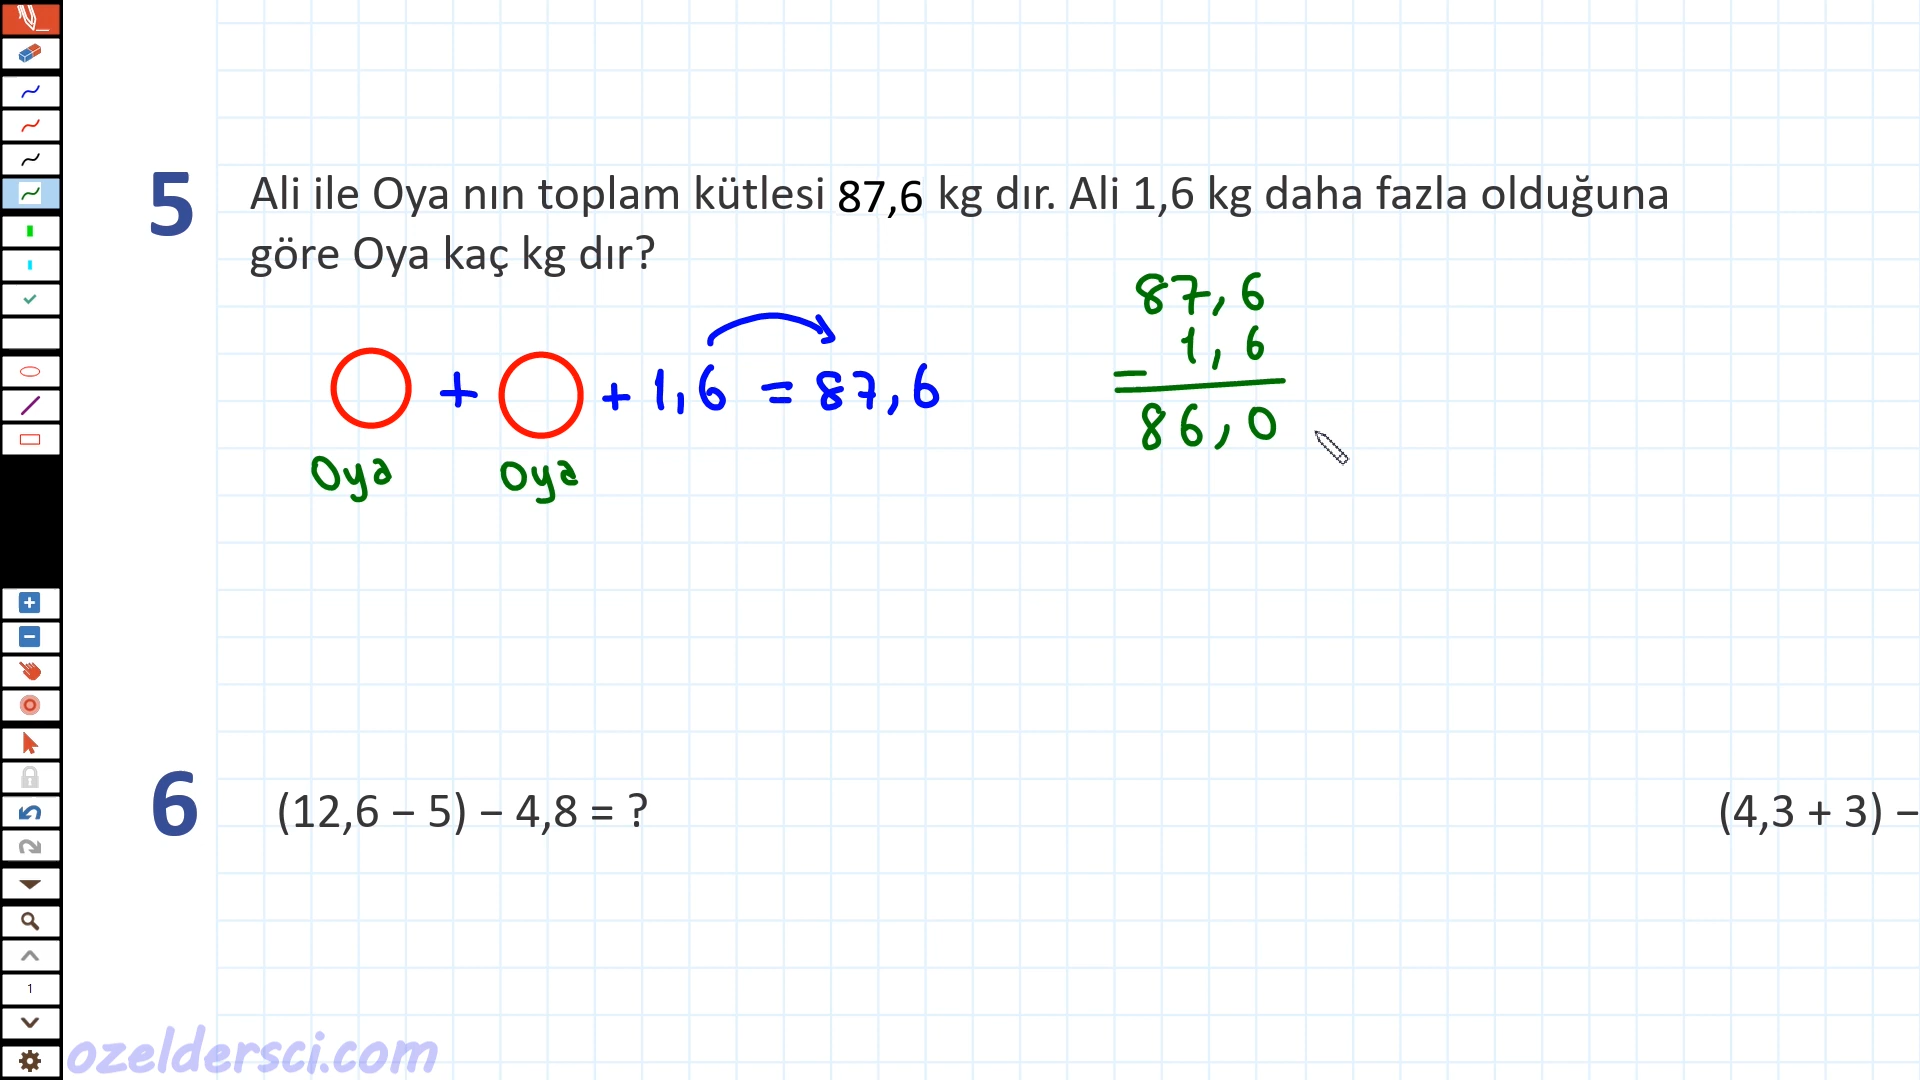 5
Ali ile Oya nın toplam kütlesi 87,6 kg dır. Ali 1,6 kg daha fazla olduğuna
göre Oya kaç kg dır?
+ + 1,6 = 87,6
Oya Oya
87,6
1,6
86,0
6
(12,6 – 5) – 4,8 = ?
(4,3 + 3) –
1
ozeldersci.com